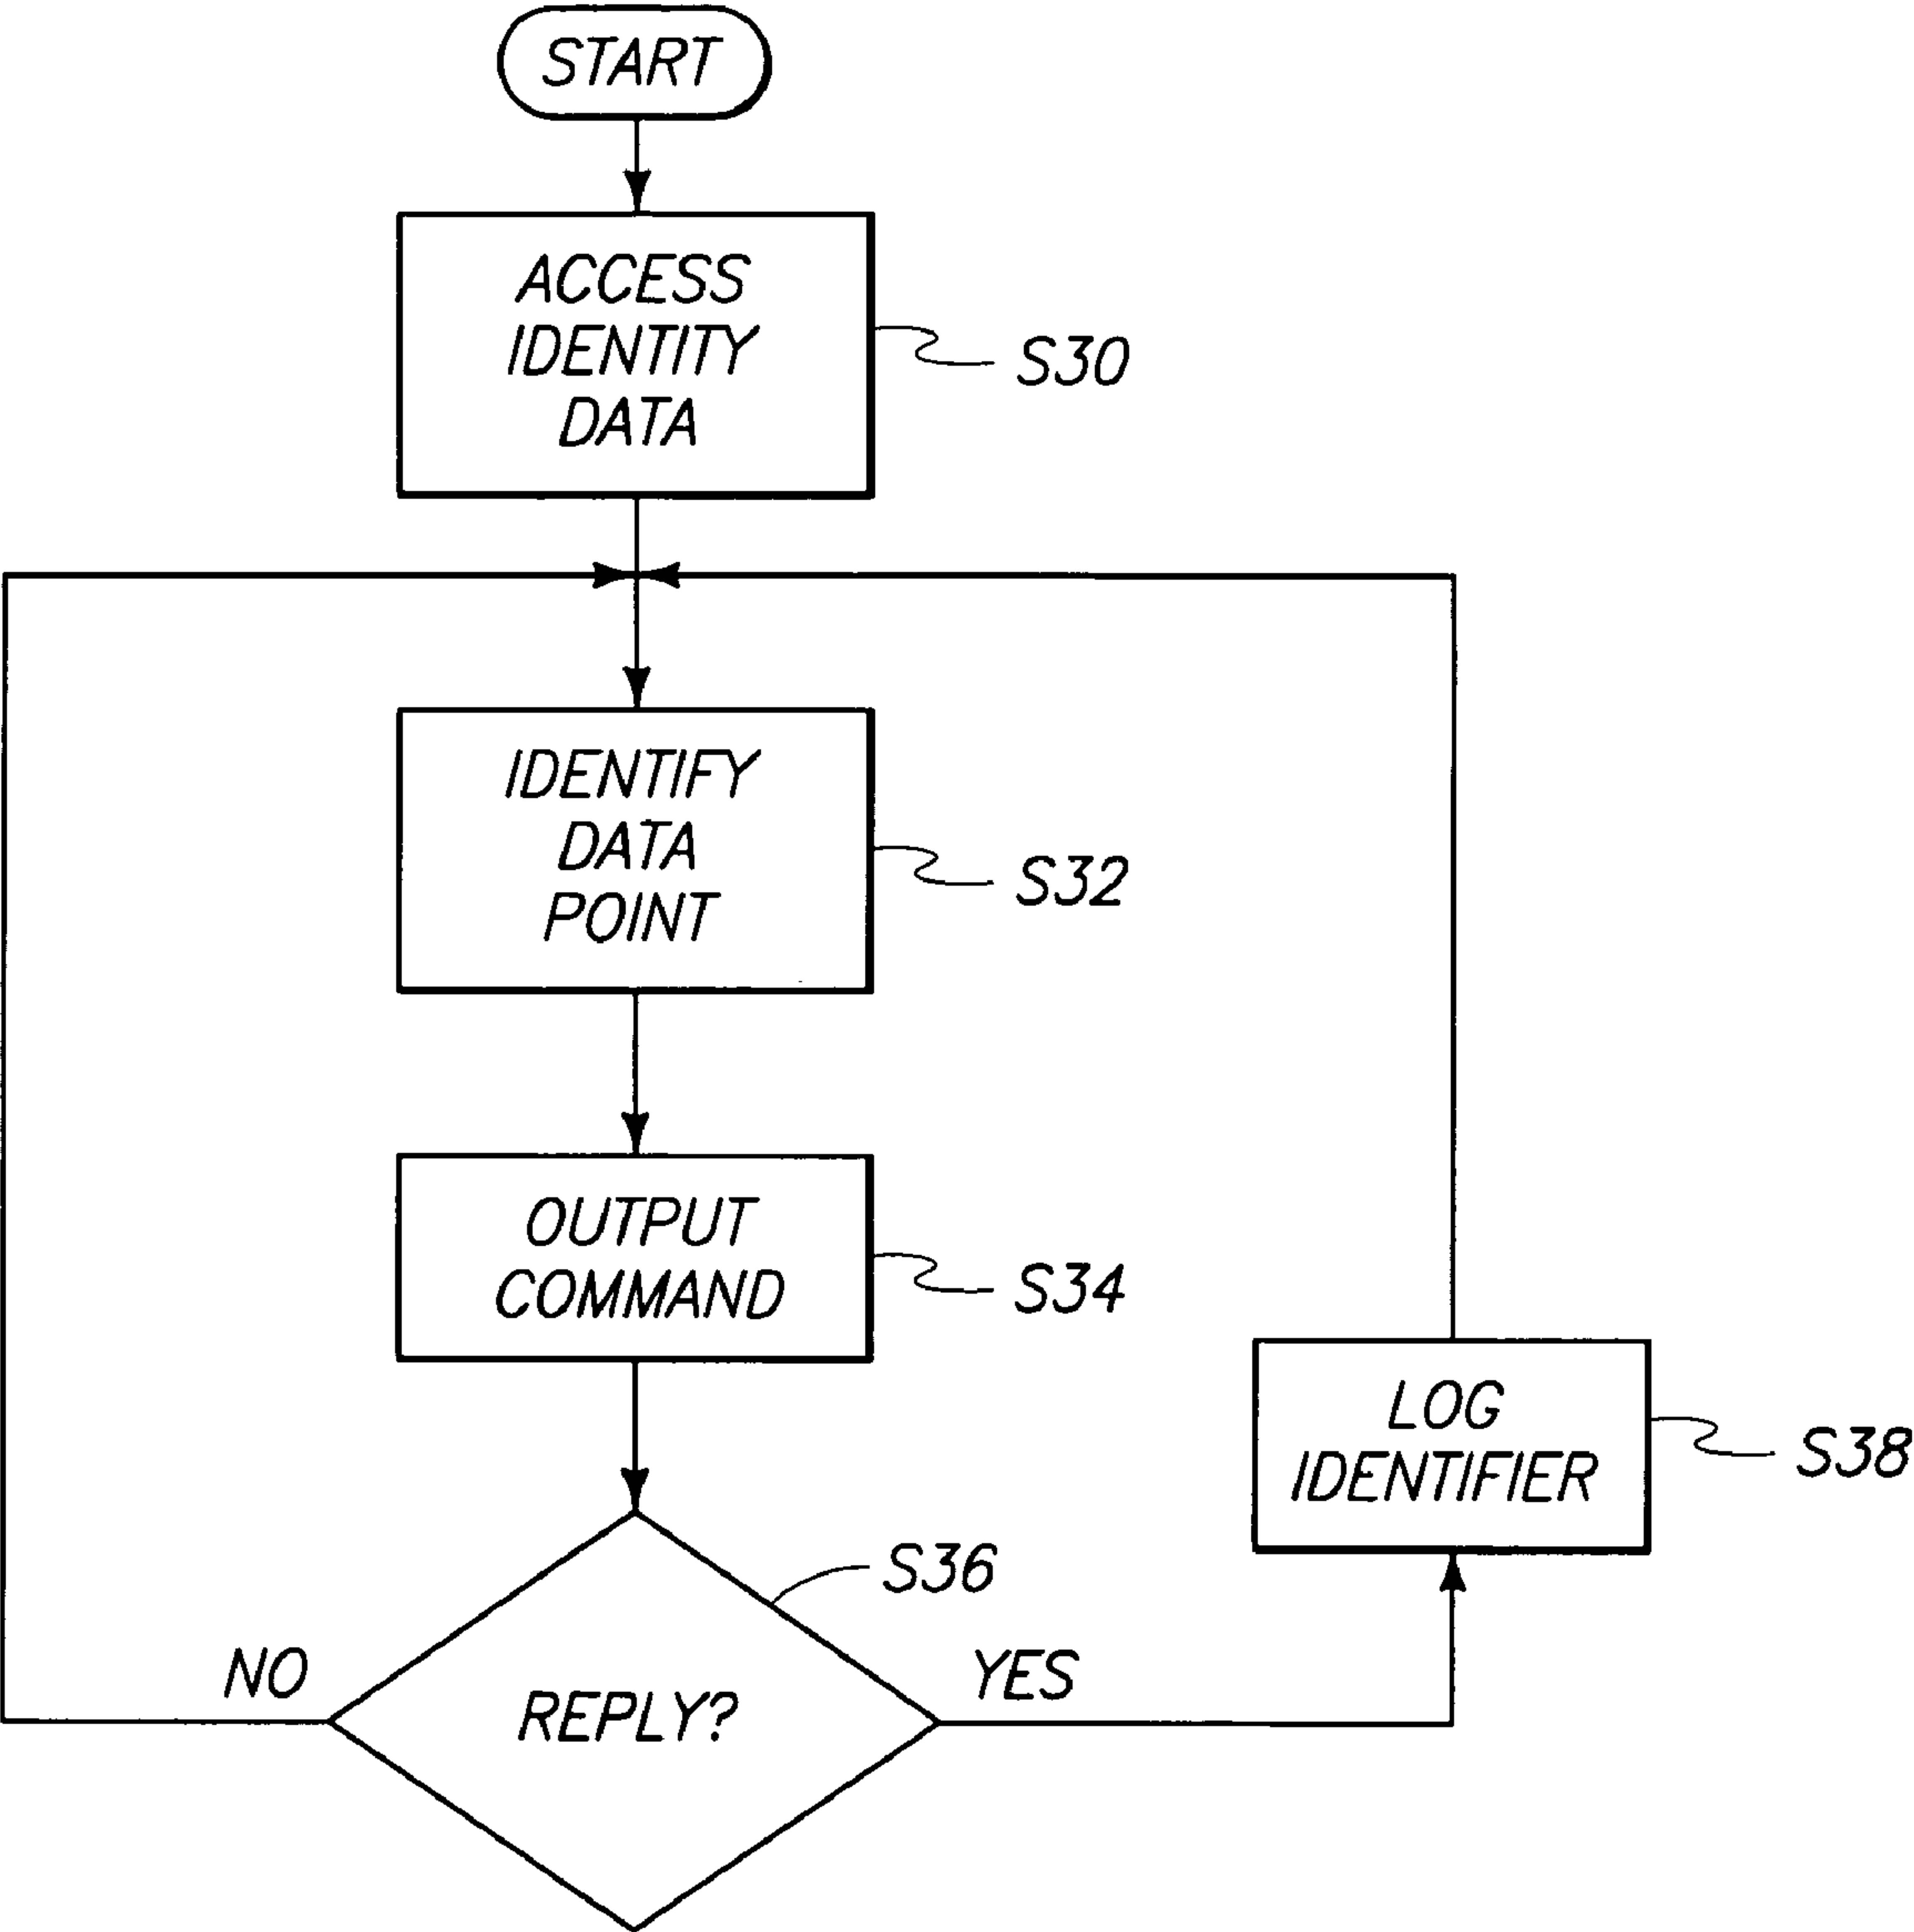 START
ACCESS
IDENTITY
DATA
S30
IDENTIFY
DATA
POINT
S32
OUTPUT
COMMAND
S34
LOG
IDENTIFIER
S38
S36
NO
YES
REPLY?